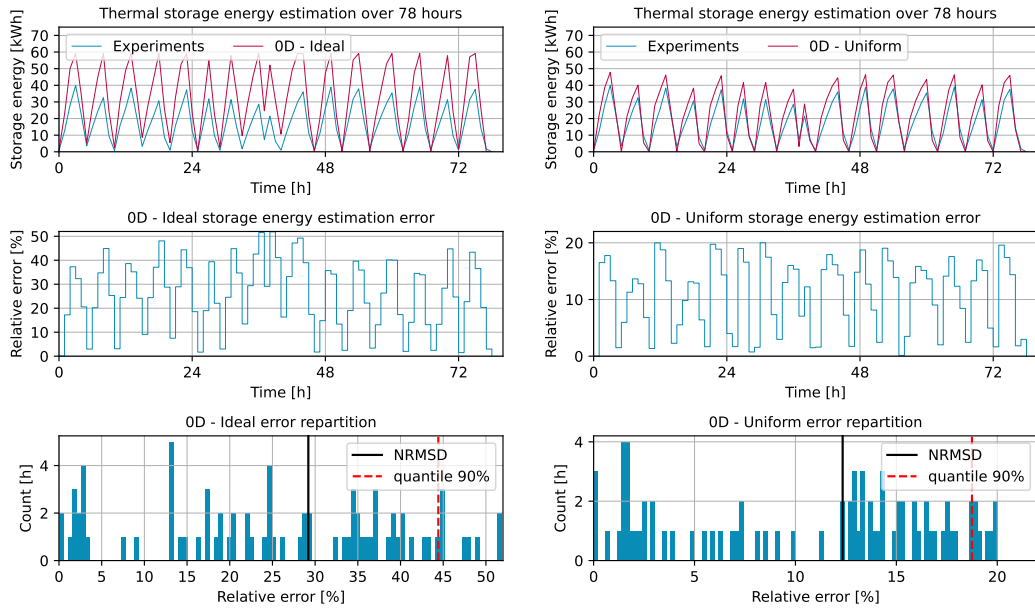 Thermal storage energy estimation over 78 hours
Storage energy [kWh]
70
60
50
40
30
20
10
0
Experiments
0D - Ideal
0
24
48
72
Time [h]
Thermal storage energy estimation over 78 hours
Storage energy [kWh]
70
60
50
40
30
20
10
0
Experiments
0D - Uniform
0
24
48
72
Time [h]
0D - Ideal storage energy estimation error
Relative error [%]
50
40
30
20
10
0
0
24
48
72
Time [h]
0D - Uniform storage energy estimation error
Relative error [%]
20
10
0
0
24
48
72
Time [h]
0D - Ideal error repartition
Count [h]
4
2
0
NRMSD
quantile 90%
0
5
10
15
20
25
30
35
40
45
50
Relative error [%]
0D - Uniform error repartition
Count [h]
4
2
0
NRMSD
quantile 90%
0
5
10
15
20
Relative error [%]